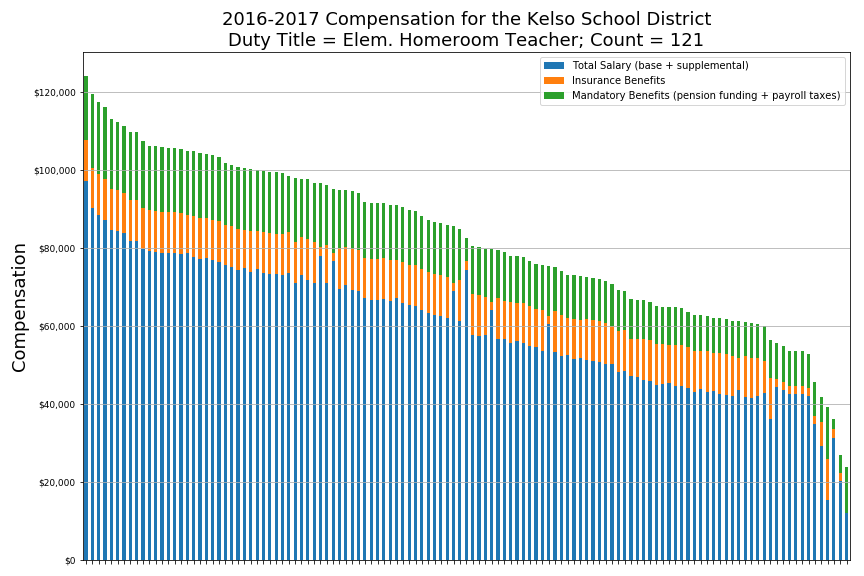 2016-2017 Compensation for the Kelso School District
Duty Title = Elem. Homeroom Teacher; Count = 121
Total Salary (base + supplemental)
Insurance Benefits
Mandatory Benefits (pension funding + payroll taxes)
Compensation
$120,000
$100,000
$80,000
$60,000
$40,000
$20,000
$0